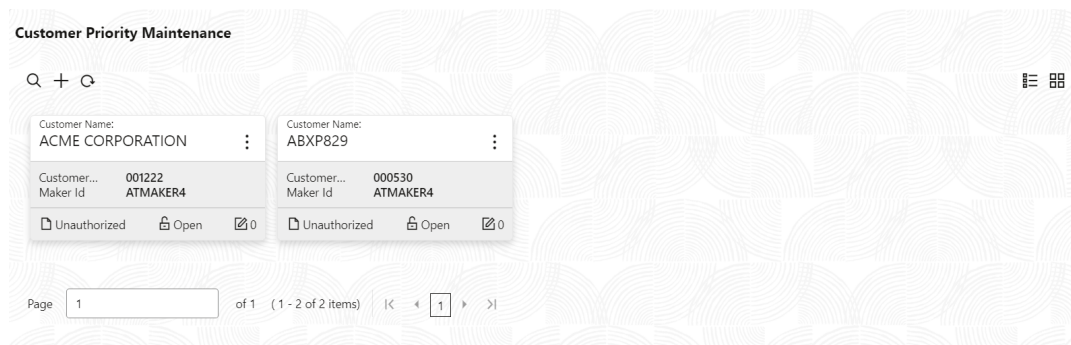 Customer Priority Maintenance
Customer Name:
ACME CORPORATION
Customer... 001222
Maker Id ATMAKER4
Unauthorized Open 0
Customer Name:
ABXP829
Customer... 000530
Maker Id ATMAKER4
Unauthorized Open 0
Page 1 of 1 ( 1 - 2 of 2 items) 1